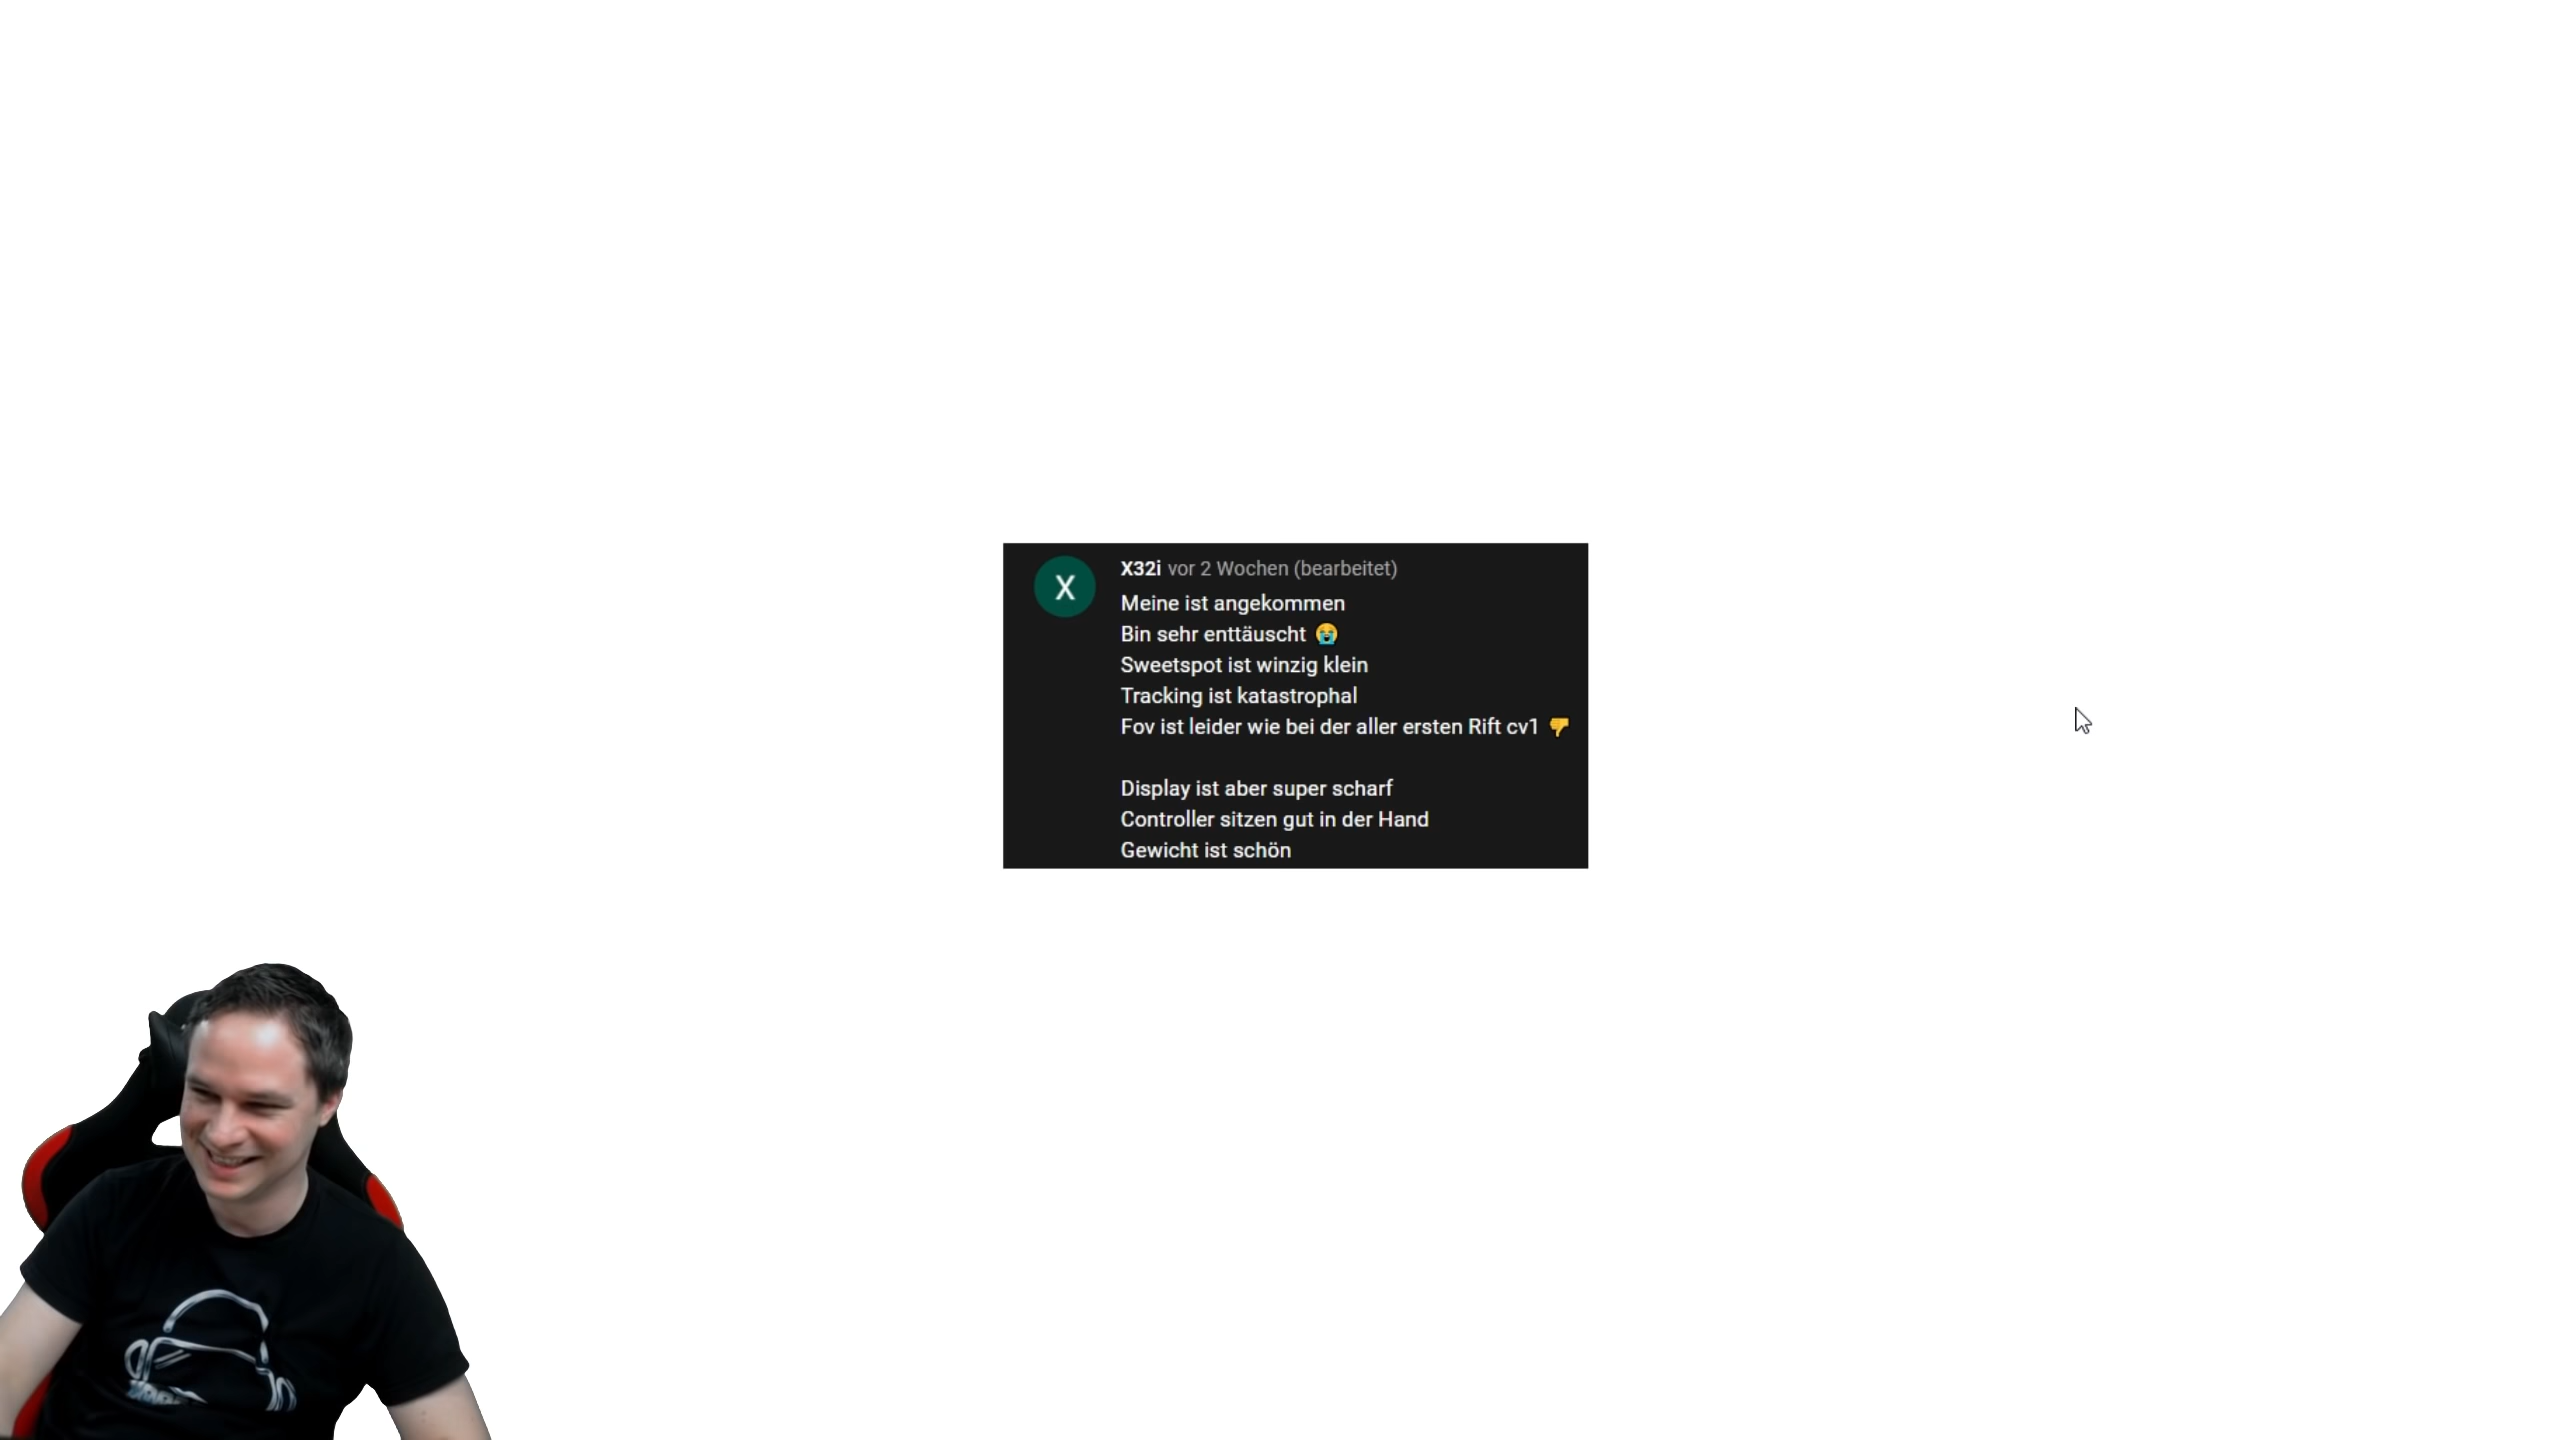 X
X32i vor 2 Wochen (bearbeitet)
Meine ist angekommen
Bin sehr enttäuscht 😭
Sweetspot ist winzig klein
Tracking ist katastrophal
Fov ist leider wie bei der aller ersten Rift cv1 👎
Display ist aber super scharf
Controller sitzen gut in der Hand
Gewicht ist schön